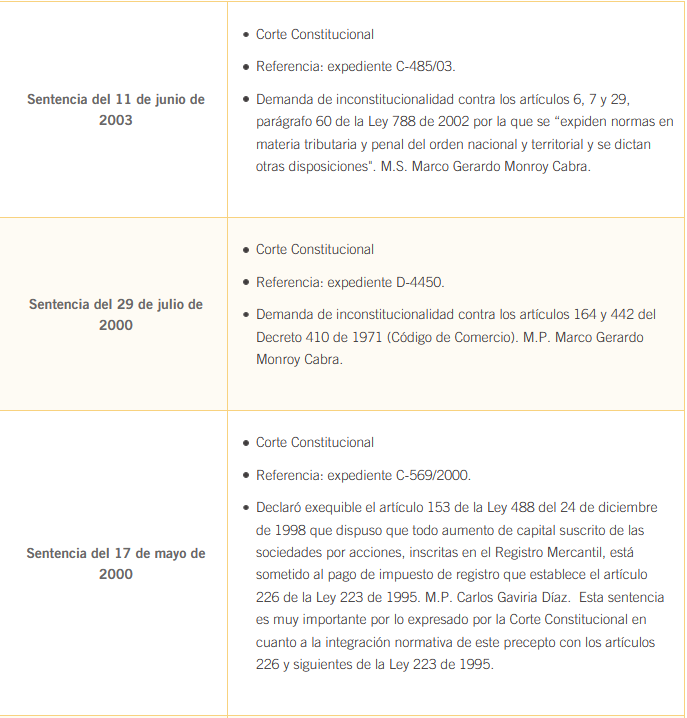 Sentencia del 11 de junio de
2003
• Corte Constitucional
• Referencia: expediente C-485/03.
• Demanda de inconstitucionalidad contra los artículos 6, 7 y 29,
parágrafo 60 de la Ley 788 de 2002 por la que se “expiden normas en
materia tributaria y penal del orden nacional y territorial y se dictan
otras disposiciones". M.S. Marco Gerardo Monroy Cabra.
Sentencia del 29 de julio de
2000
• Corte Constitucional
• Referencia: expediente D-4450.
• Demanda de inconstitucionalidad contra los artículos 164 y 442 del
Decreto 410 de 1971 (Código de Comercio). M.P. Marco Gerardo
Monroy Cabra.
Sentencia del 17 de mayo de
2000
• Corte Constitucional
• Referencia: expediente C-569/2000.
• Declaró exequible el artículo 153 de la Ley 488 del 24 de diciembre
de 1998 que dispuso que todo aumento de capital suscrito de las
sociedades por acciones, inscritas en el Registro Mercantil, está
sometido al pago de impuesto de registro que establece el artículo
226 de la Ley 223 de 1995. M.P. Carlos Gaviria Díaz.  Esta sentencia
es muy importante por lo expresado por la Corte Constitucional en
cuanto a la integración normativa de este precepto con los artículos
226 y siguientes de la Ley 223 de 1995.